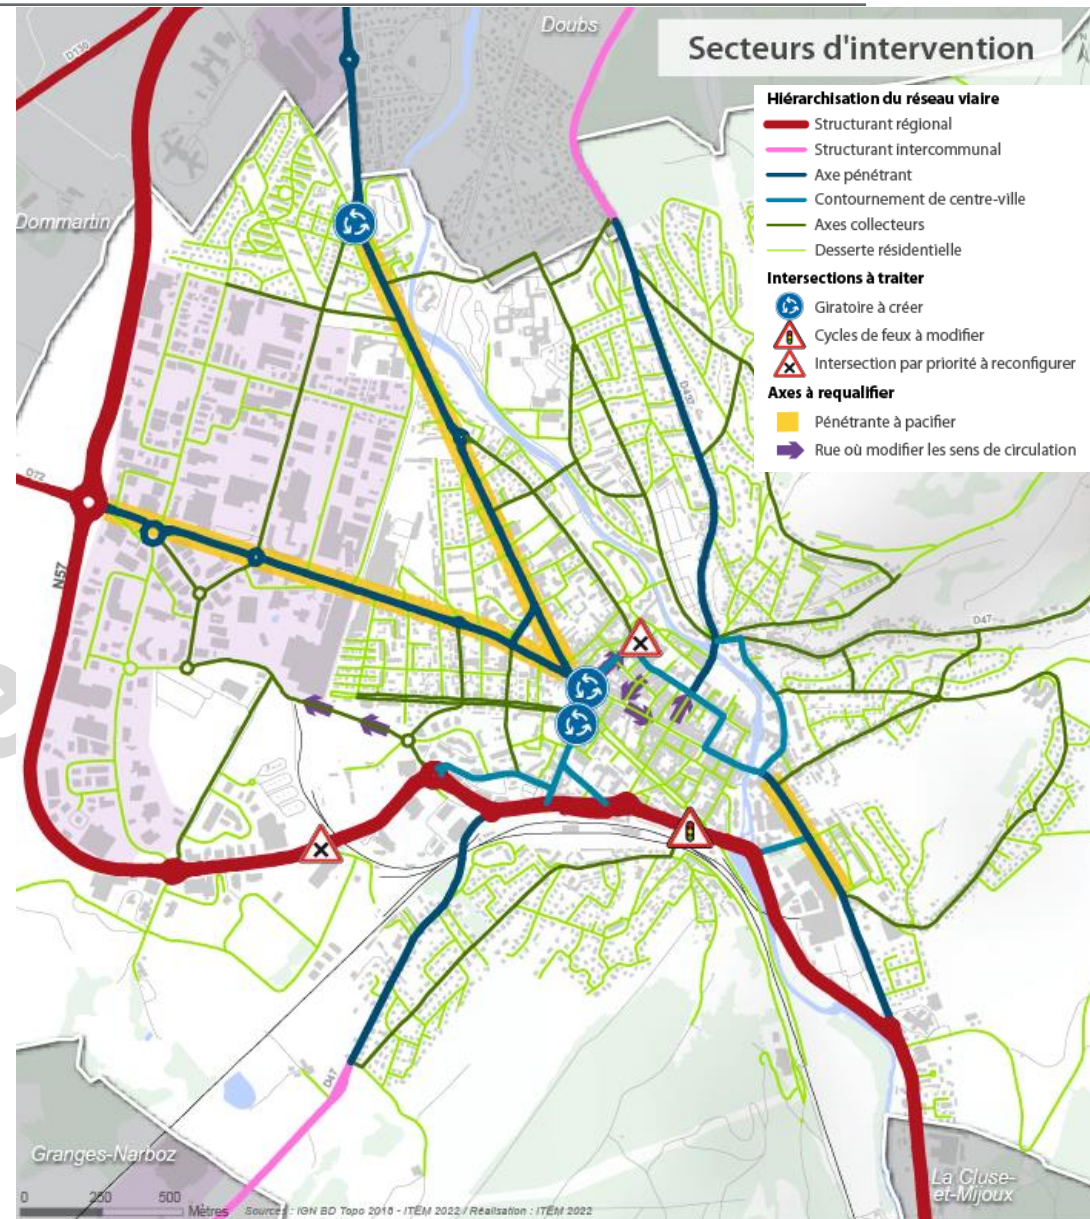 Doubs
Secteurs d'intervention
N
D130
Hiérarchisation du réseau viaire
Structurant régional
Structurant intercommunal
Axe pénétrant
Contournement de centre-ville
Axes collecteurs
Desserte résidentielle
Intersections à traiter
Giratoire à créer
Cycles de feux à modifier
Intersection par priorité à reconfigurer
Axes à requalifier
Pénétrante à pacifier
Rue où modifier les sens de circulation
Dommartin
D437
D72
N57
D47
D47
Granges-Narboz
La Cluse-
et-Mijoux
0 250 500
Mètres
Sources : IGN BD Topo 2018 - ITEM 2022 / Réalisation : ITEM 2022